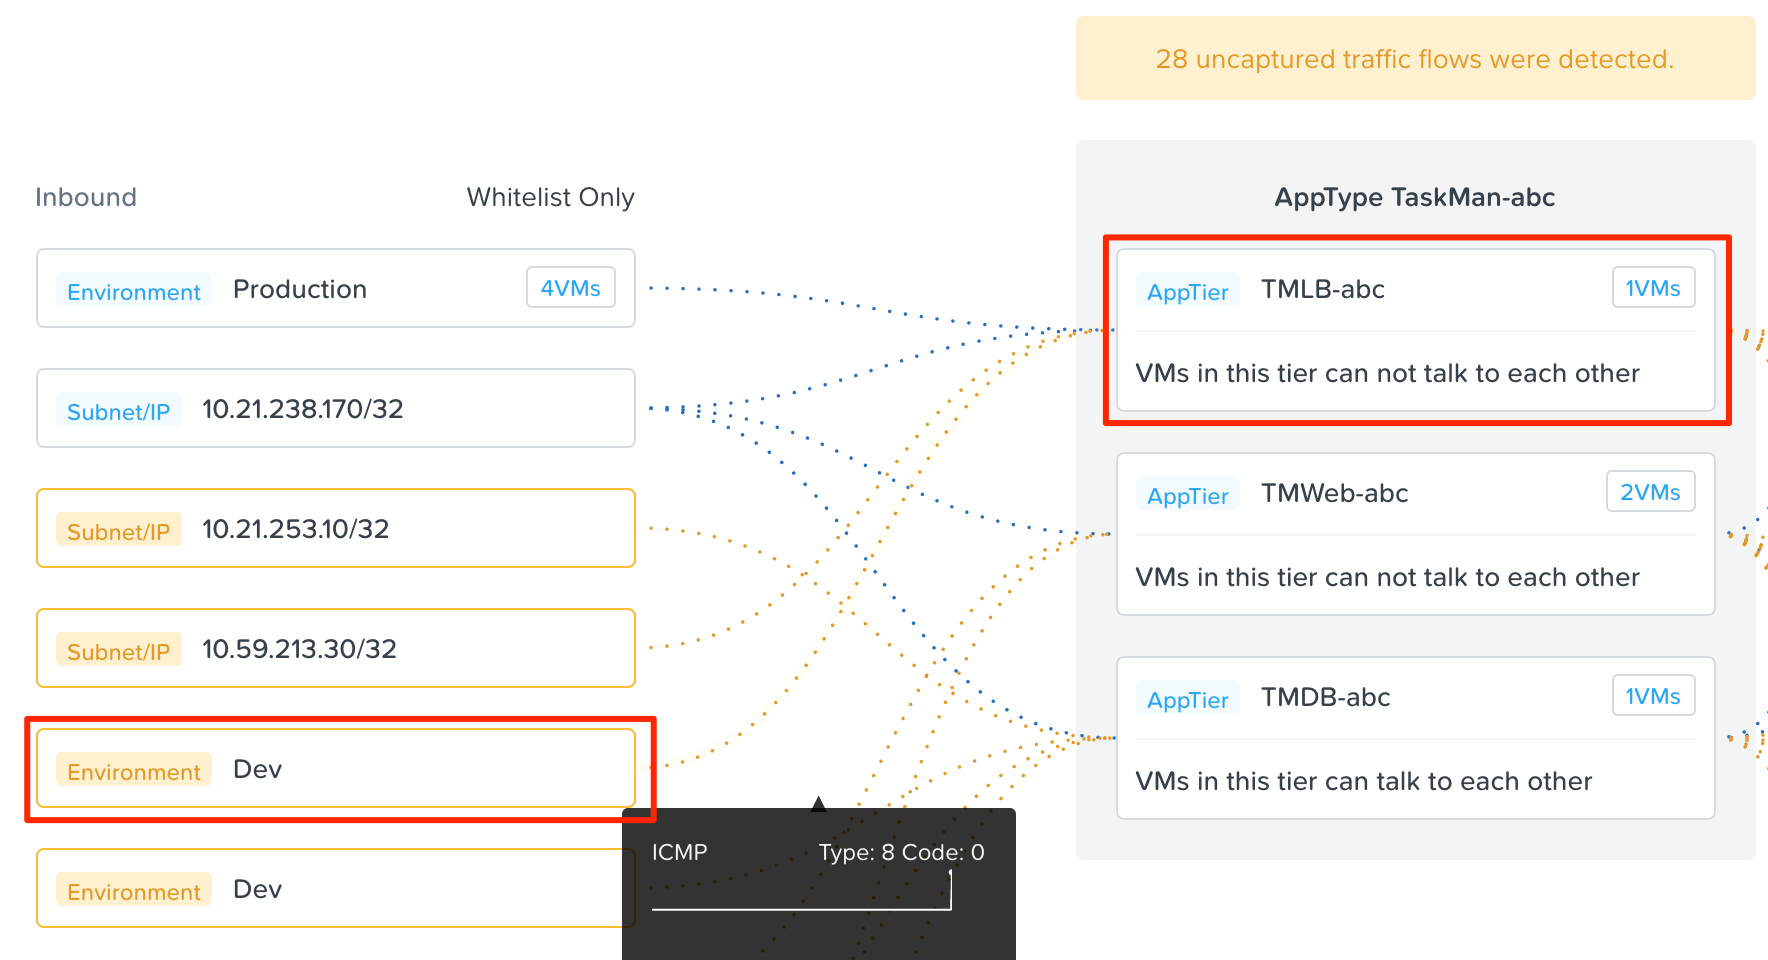 28 uncaptured traffic flows were detected.
Inbound
Whitelist Only
Environment Production 4VMs
Subnet/IP 10.21.238.170/32
Subnet/IP 10.21.253.10/32
Subnet/IP 10.59.213.30/32
Environment Dev
Environment Dev
ICMP Type: 8 Code: 0
AppType TaskMan-abc
AppTier TMLB-abc 1VMs
VMs in this tier can not talk to each other
AppTier TMWeb-abc 2VMs
VMs in this tier can not talk to each other
AppTier TMDB-abc 1VMs
VMs in this tier can talk to each other